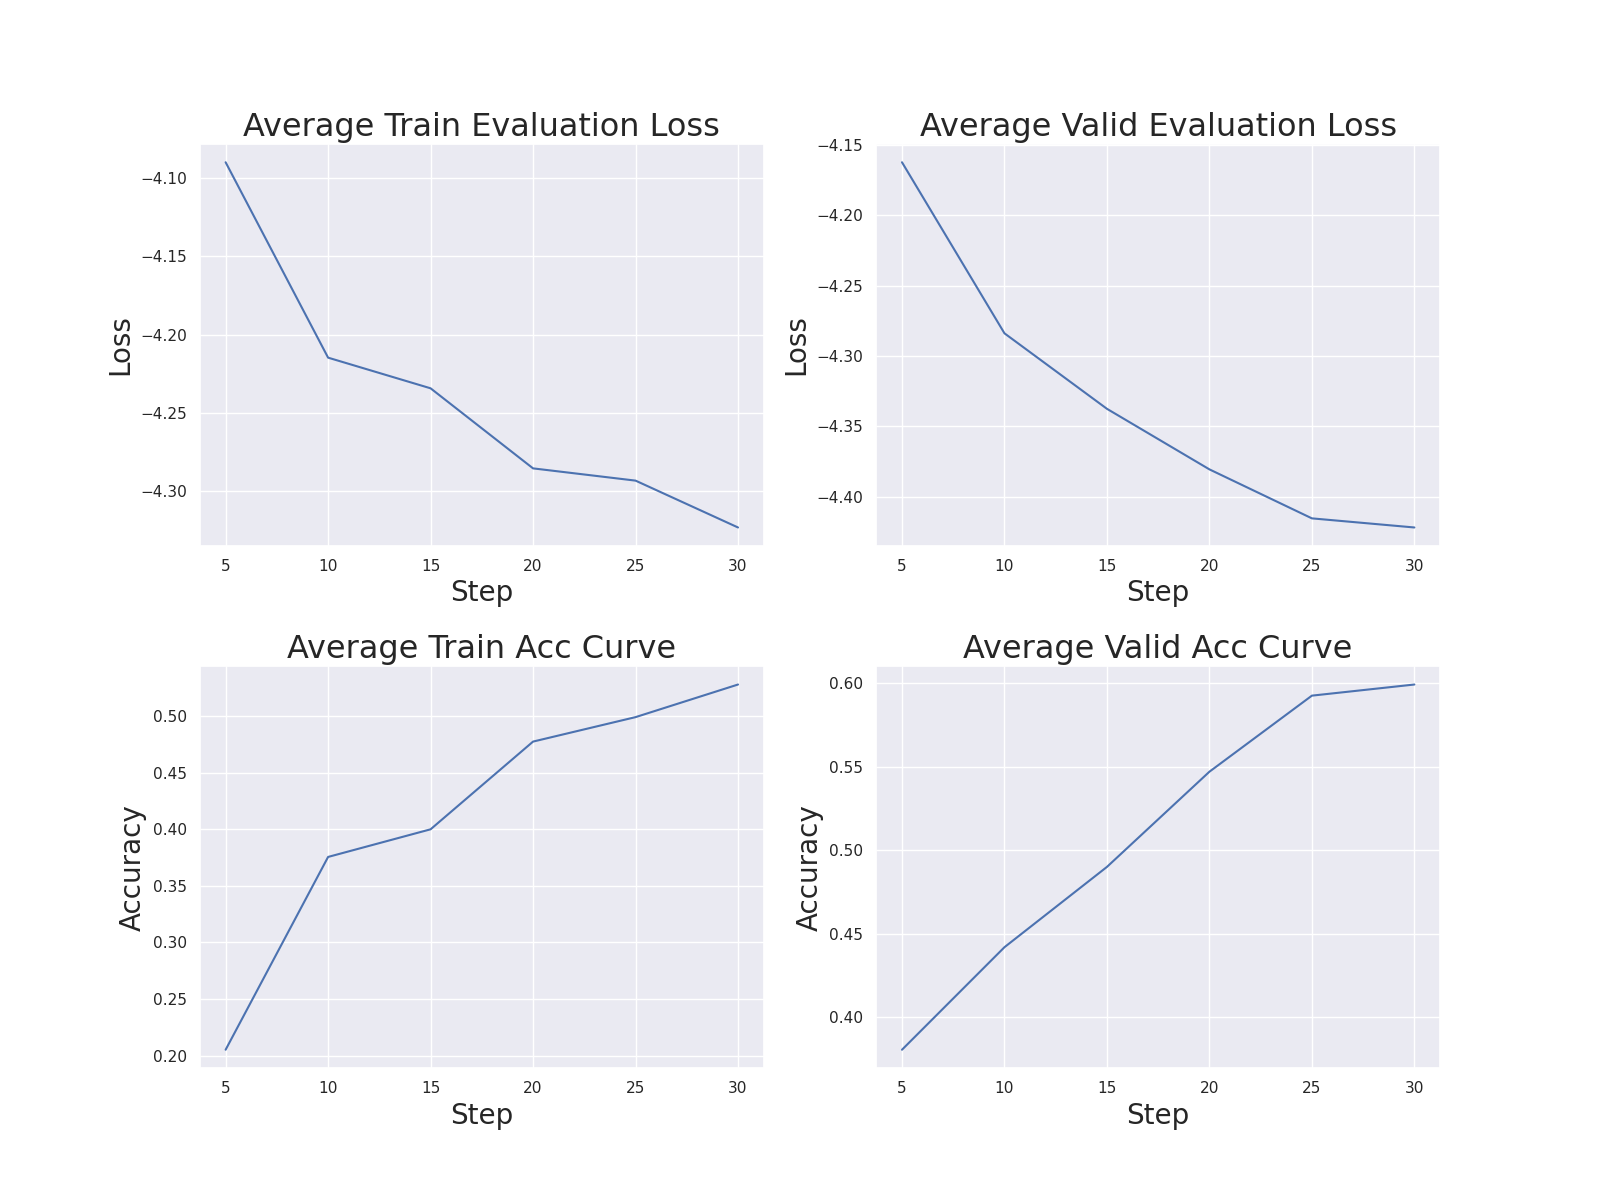 Average Train Evaluation Loss
−4.10
−4.15
−4.20
−4.25
−4.30
Loss
5 10 15 20 25 30
Step
Average Valid Evaluation Loss
−4.15
−4.20
−4.25
−4.30
−4.35
−4.40
Loss
5 10 15 20 25 30
Step
Average Train Acc Curve
0.50
0.45
0.40
0.35
0.30
0.25
0.20
Accuracy
5 10 15 20 25 30
Step
Average Valid Acc Curve
0.60
0.55
0.50
0.45
0.40
Accuracy
5 10 15 20 25 30
Step